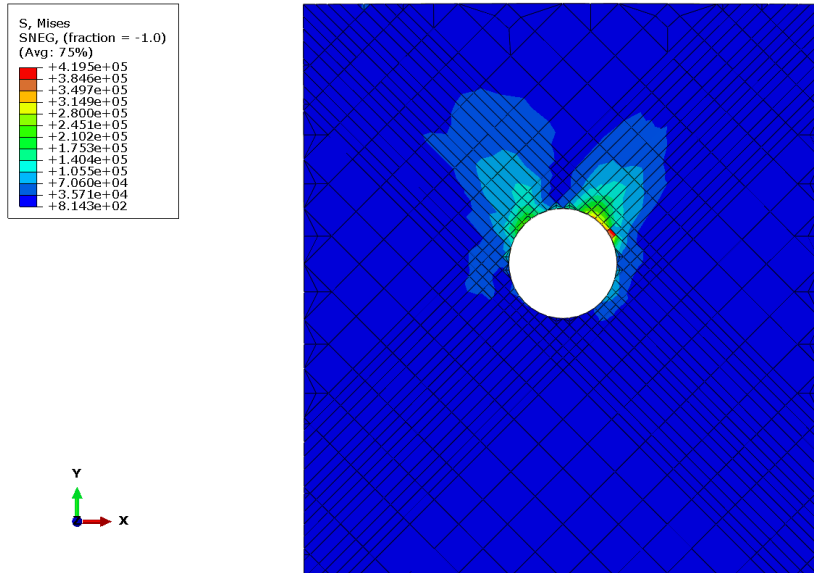 S, Mises
SNEG, (fraction = -1.0)
(Avg: 75%)
+4.195e+05
+3.846e+05
+3.497e+05
+3.149e+05
+2.800e+05
+2.451e+05
+2.102e+05
+1.753e+05
+1.404e+05
+1.055e+05
+7.060e+04
+3.571e+04
+8.143e+02
Y
X